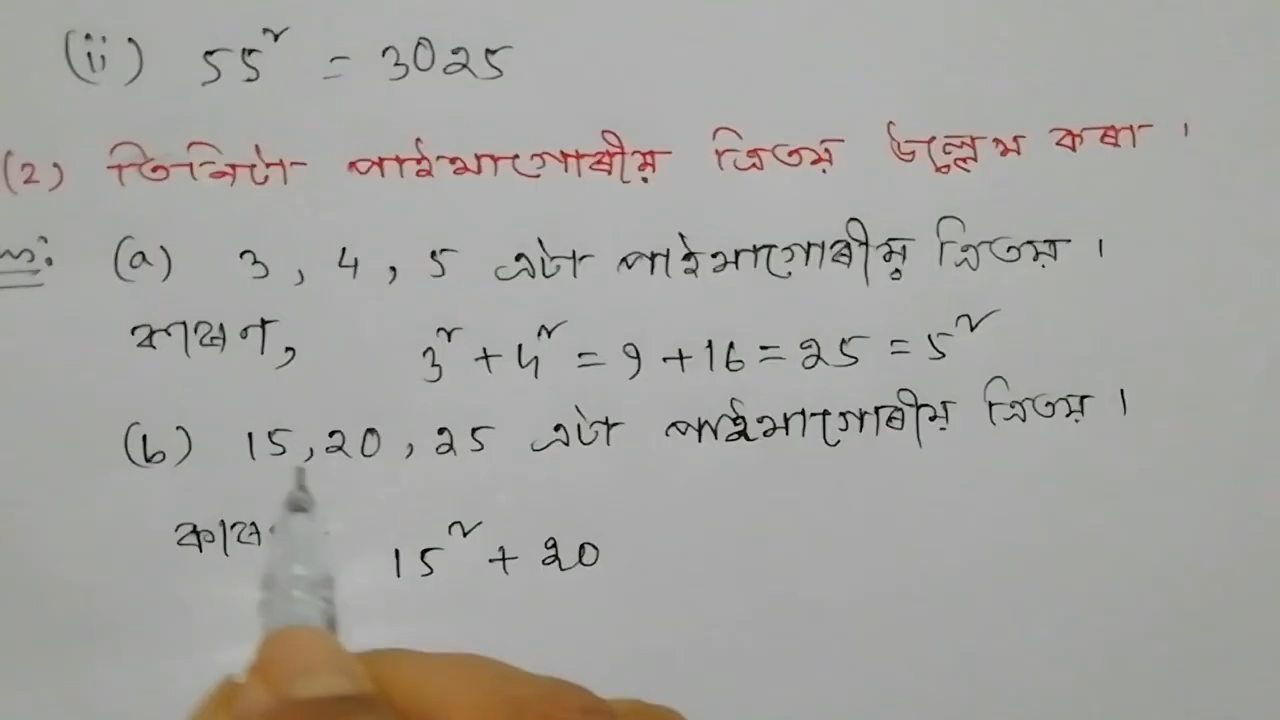 (ii) 55² = 3025
(2) তিনিটা পাইথাগোৰীয় ত্ৰিতয় উল্লেখ কৰা ।
(a) 3, 4, 5 এটা পাইথাগোৰীয় ত্ৰিতয় ।
কাৰণ, 3² + 4² = 9 + 16 = 25 = 5²
(b) 15, 20, 25 এটা পাইথাগোৰীয় ত্ৰিতয় ।
15² + 20